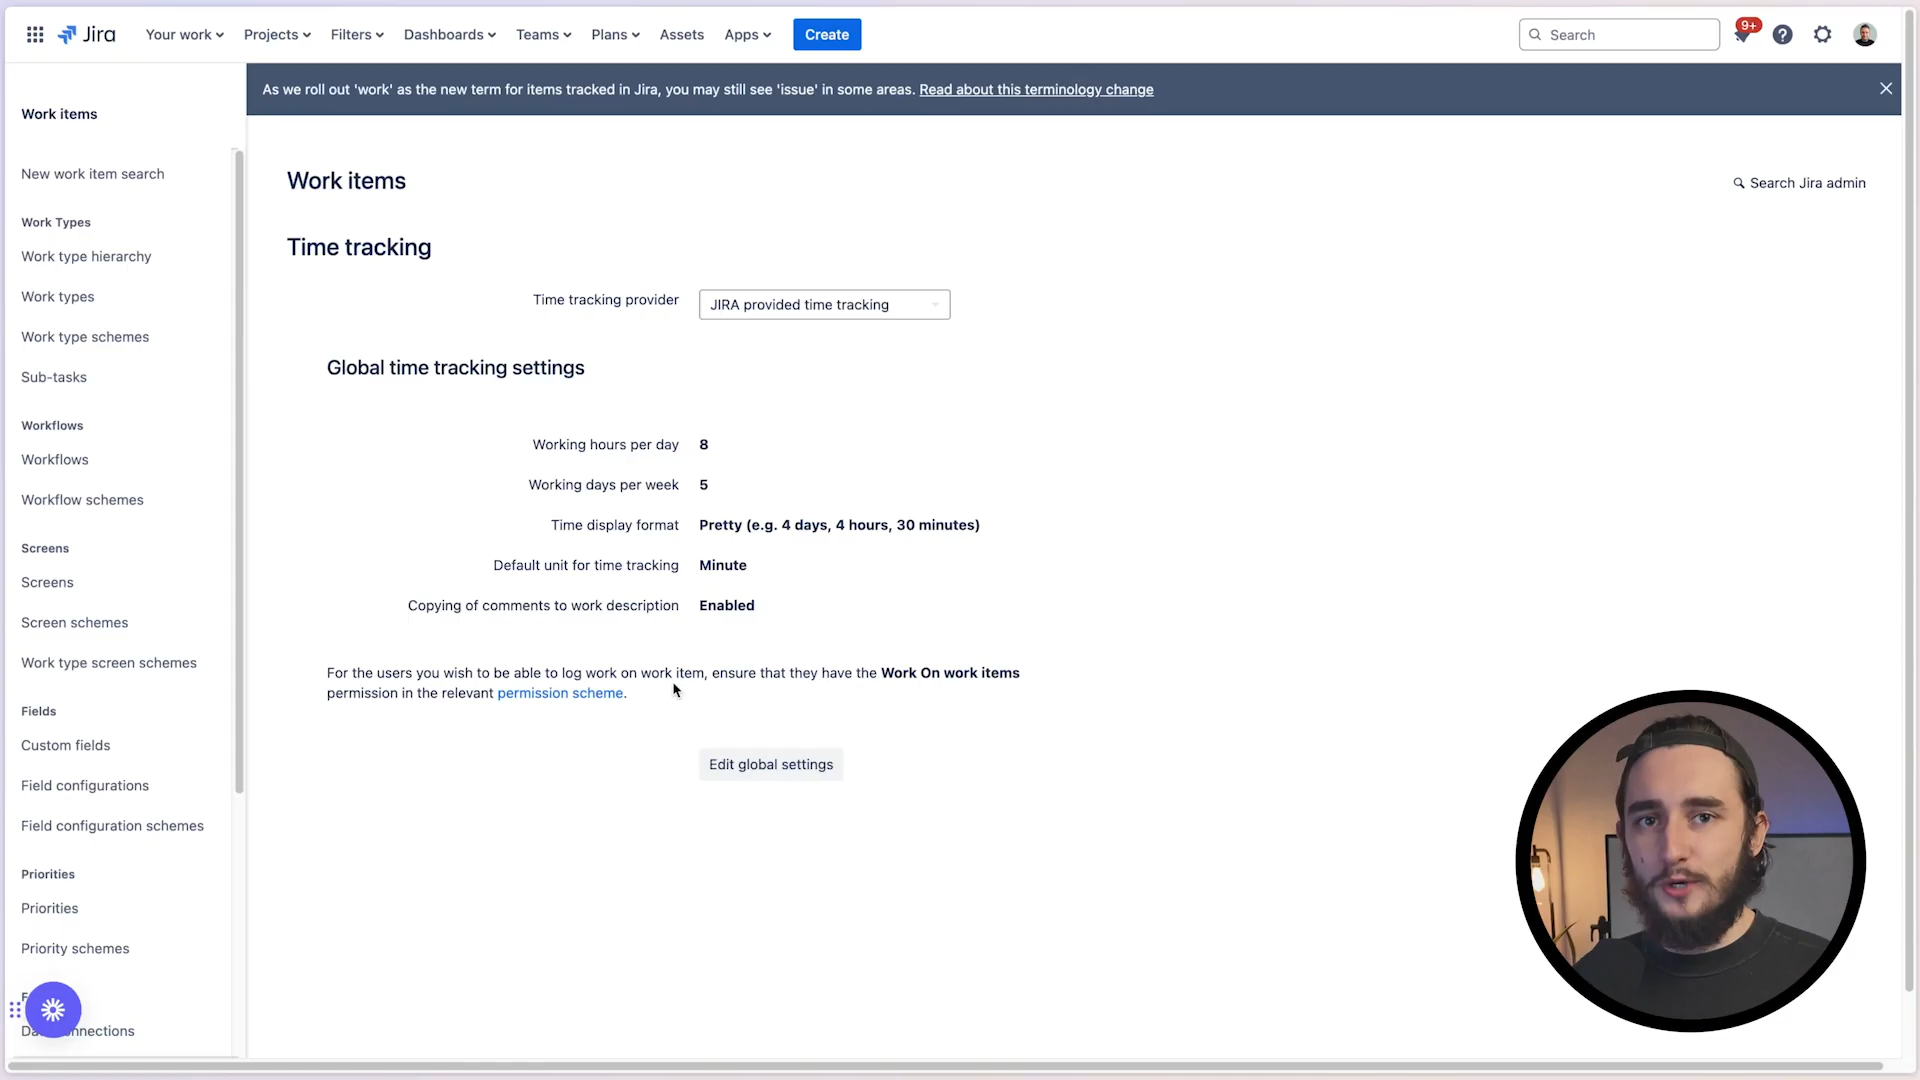 Jira
Your work
Projects
Filters
Dashboards
Teams
Plans
Assets
Apps
Create
Search
9+
As we roll out 'work' as the new term for items tracked in Jira, you may still see 'issue' in some areas. Read about this terminology change
Work items
New work item search
Work Types
Work type hierarchy
Work types
Work type schemes
Sub-tasks
Workflows
Workflows
Workflow schemes
Screens
Screens
Screen schemes
Work type screen schemes
Fields
Custom fields
Field configurations
Field configuration schemes
Priorities
Priorities
Priority schemes
Work items
Search Jira admin
Time tracking
Time tracking provider
JIRA provided time tracking
Global time tracking settings
Working hours per day 8
Working days per week 5
Time display format Pretty (e.g. 4 days, 4 hours, 30 minutes)
Default unit for time tracking Minute
Copying of comments to work description Enabled
For the users you wish to be able to log work on work item, ensure that they have the Work On work items
permission in the relevant permission scheme.
Edit global settings